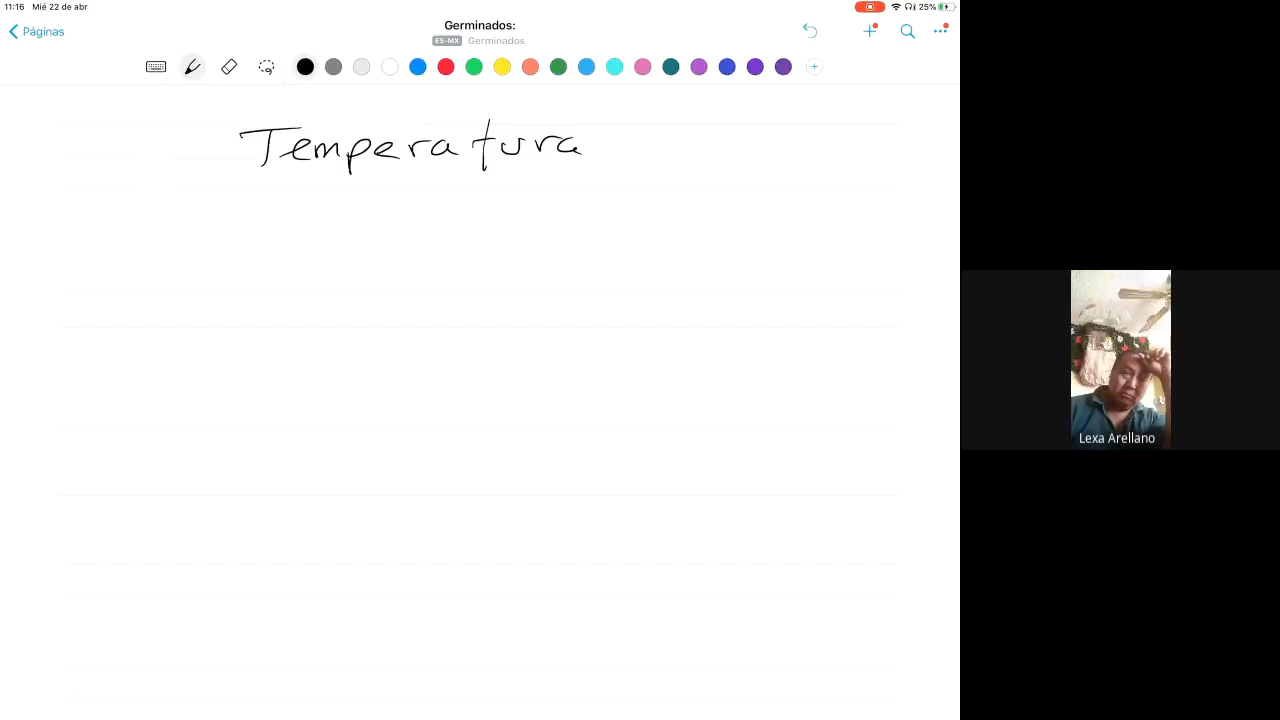 11:16 Mié 22 de abr
25%
Páginas
Germinados:
ES-MX Germinados
Temperatura
Lexa Arellano